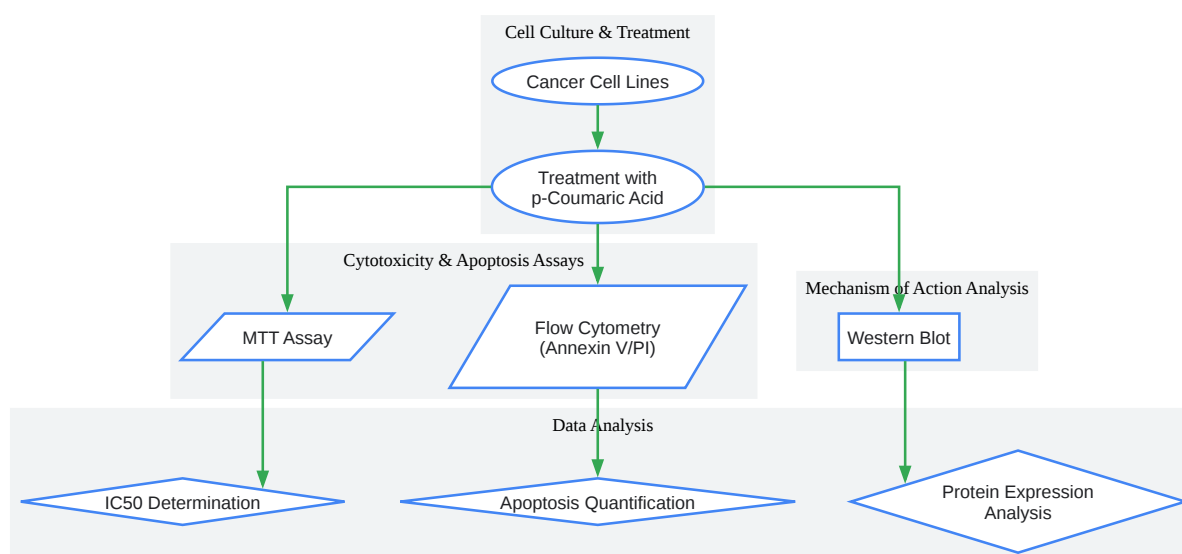 Cell Culture & Treatment
Cancer Cell Lines
Treatment with
p-Coumaric Acid
Cytotoxicity & Apoptosis Assays
MTT Assay
Flow Cytometry
(Annexin V/PI)
Mechanism of Action Analysis
Western Blot
Data Analysis
IC50 Determination
Apoptosis Quantification
Protein Expression
Analysis